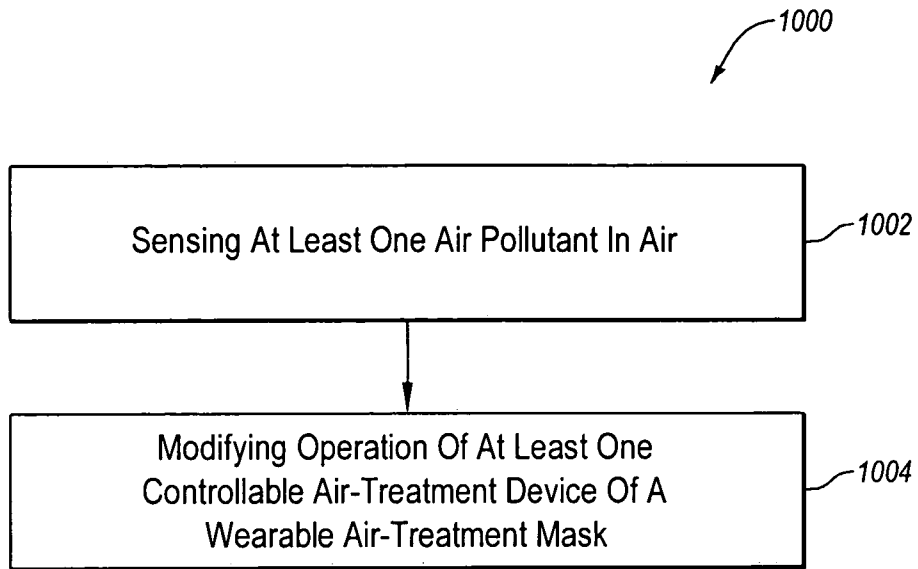 1000
Sensing At Least One Air Pollutant In Air
1002
Modifying Operation Of At Least One
Controllable Air-Treatment Device Of A
Wearable Air-Treatment Mask
1004